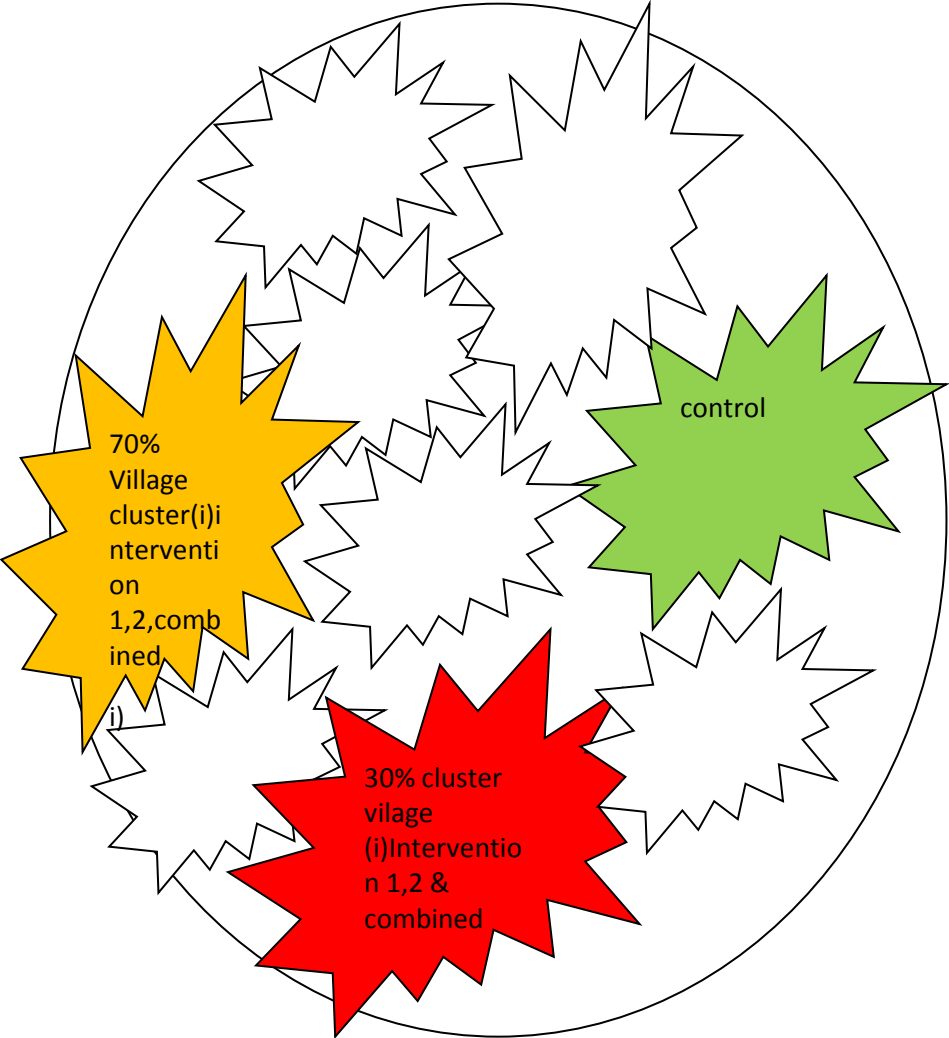 control
70%
Village
cluster(i)i
nterventi
on
1,2,comb
ined
i)
30% cluster
vilage
(i)Interventio
n 1,2 &
combined